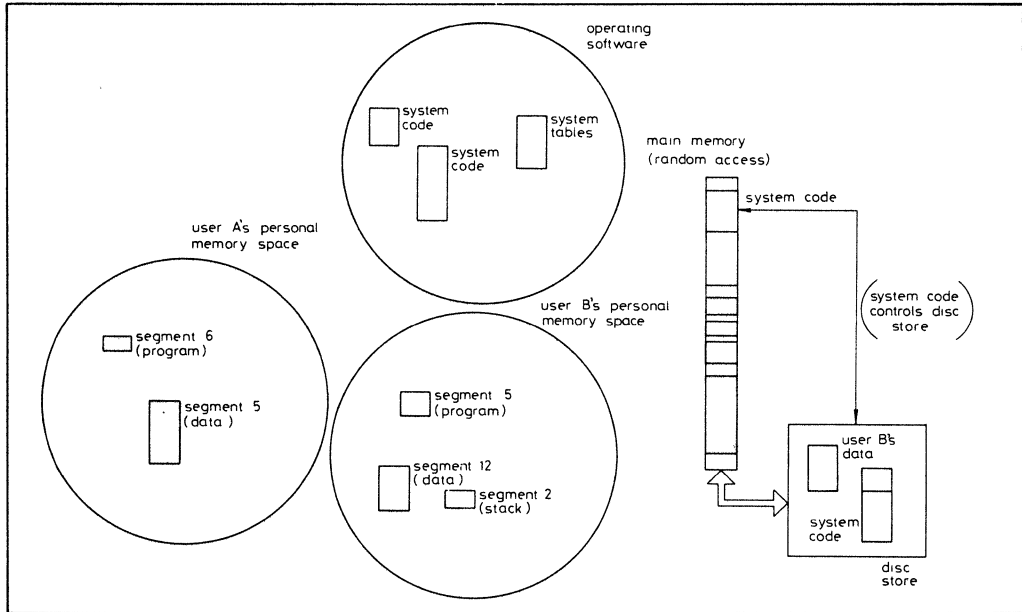 operating
software
system
code
system
code
system
tables
main memory
(random access)
system code
user A's personal
memory space
user B's personal
memory space
(system code
controls disc
store)
segment 6
(program)
segment 5
(data)
segment 5
(program)
segment 12
(data)
segment 2
(stack)
user B's
data
system
code
disc
store